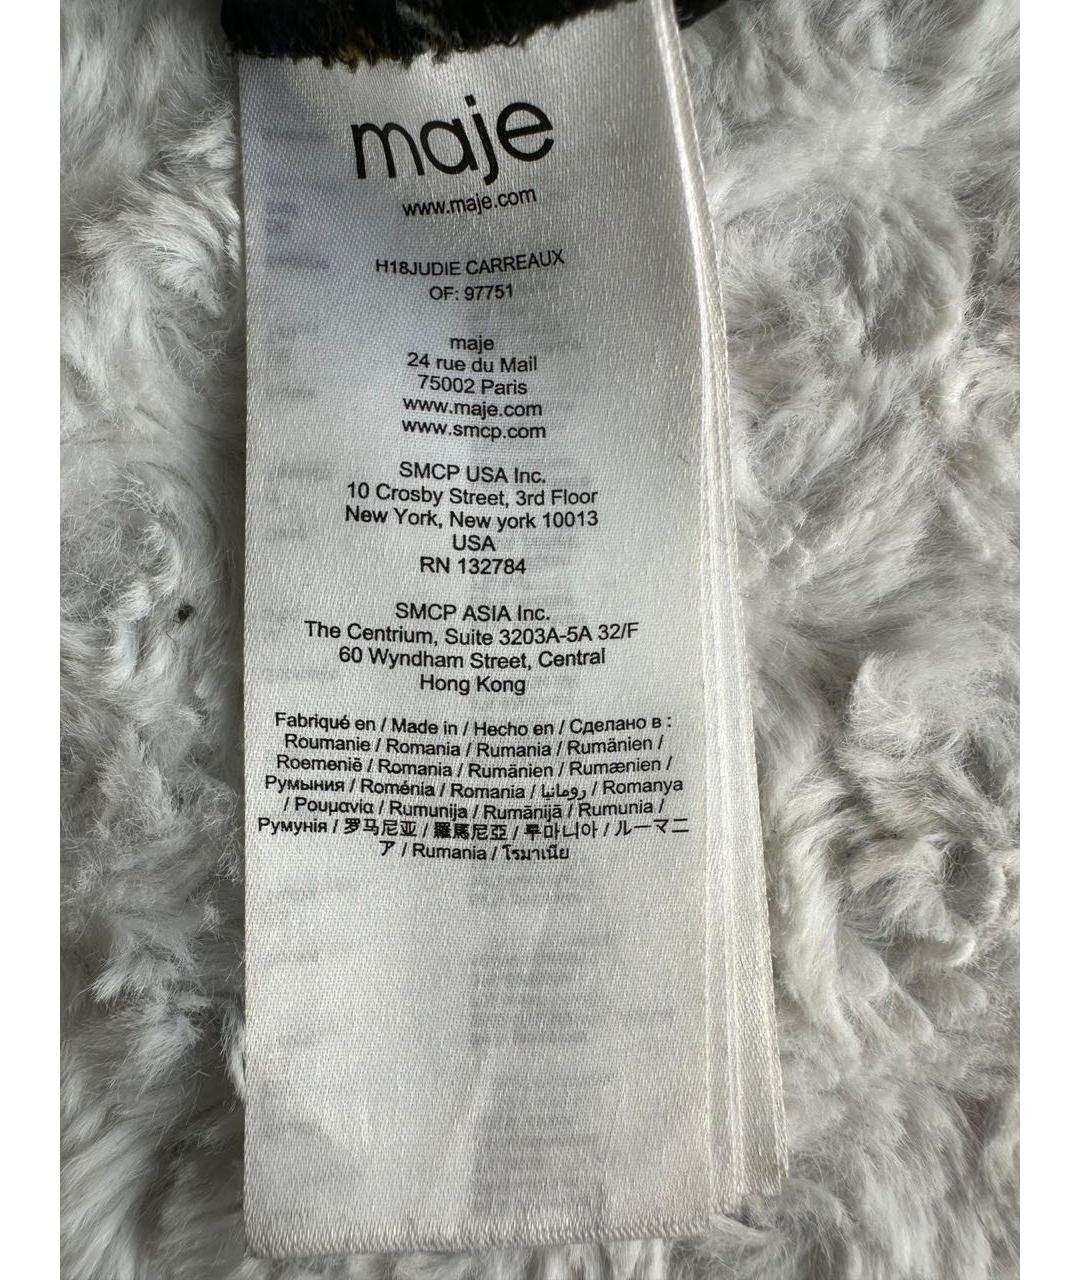 maje
www.maje.com
H18JUDIE CARREAUX
OF: 97751
maje
24 rue du Mail
75002 Paris
www.maje.com
www.smcp.com
SMCP USA Inc.
10 Crosby Street, 3rd Floor
New York, New york 10013
USA
RN 132784
SMCP ASIA Inc.
The Centrium, Suite 3203A-5A 32/F
60 Wyndham Street, Central
Hong Kong
Fabriqué en / Made in / Hecho en / Сделано в :
Roumanie / Romania / Rumania / Rumänien /
Roemenië / Romania / Rumänien / Rumænien /
Румыния / Roménia / Romania / رومانيا / Romanya
/ Ρουμανία / Rumunija / Rumānijā / Rumunia /
Румунія / 罗马尼亚 / 羅馬尼亞 / 루마니아 / ルーマニ
ア / Rumania / โรมาเนีย